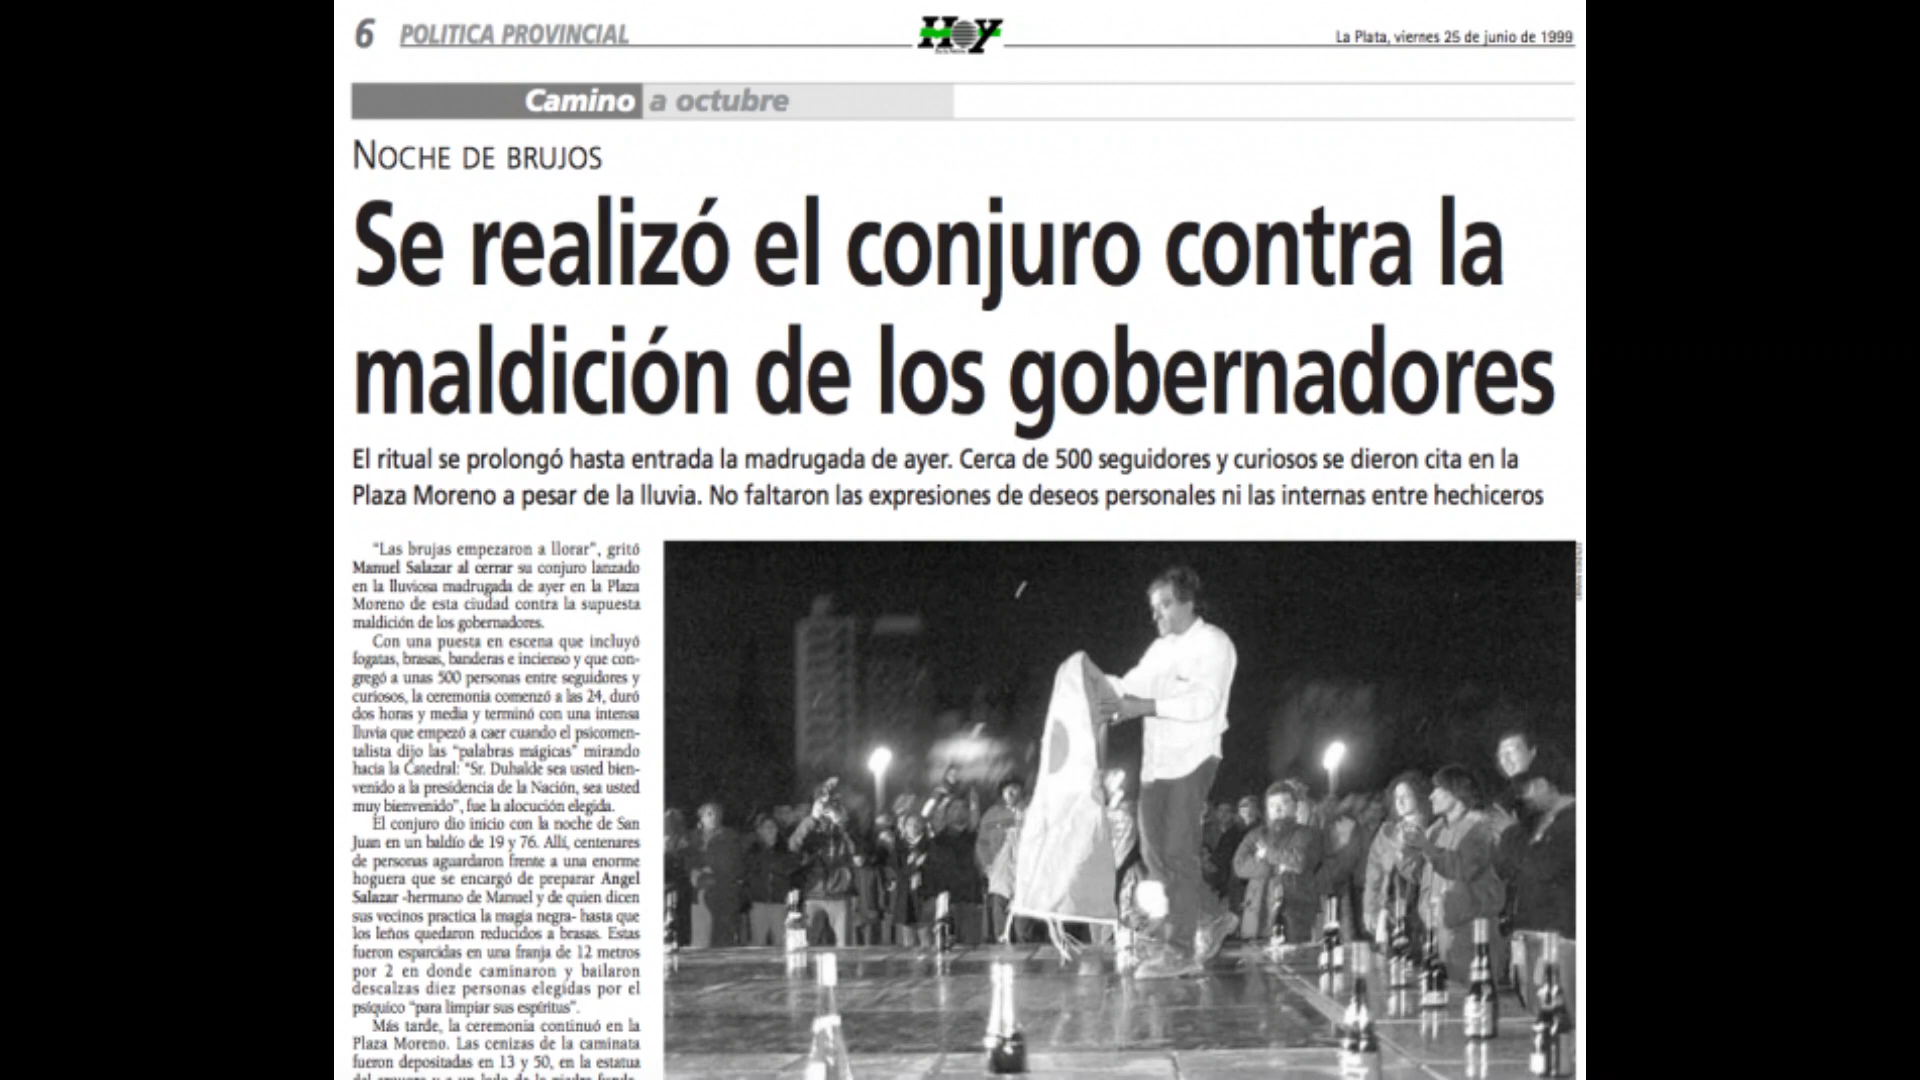 6 POLITICA PROVINCIAL
HOY
La Plata, viernes 25 de junio de 1999
Camino a octubre
NOCHE DE BRUJOS
Se realizó el conjuro contra la
maldición de los gobernadores
El ritual se prolongó hasta entrada la madrugada de ayer. Cerca de 500 seguidores y curiosos se dieron cita en la
Plaza Moreno a pesar de la lluvia. No faltaron las expresiones de deseos personales ni las internas entre hechiceros
"Las brujas empezaron a llorar", gritó
Manuel Salazar al cerrar su conjuro lanzado
en la lluviosa madrugada de ayer en la Plaza
Moreno de esta ciudad contra la supuesta
maldición de los gobernadores.
Con una puesta en escena que incluyó
fogatas, brasas, banderas e incienso y que con-
gregó a unas 500 personas entre seguidores y
curiosos, la ceremonia comenzó a las 24, duró
dos horas y media y terminó con una intensa
lluvia que empezó a caer cuando el psicomen-
talista dijo las "palabras mágicas" mirando
hacia la Catedral: "Sr. Duhalde sea usted bien-
venido a la presidencia de la Nación, sea usted
muy bienvenido", fue la alocución elegida.
El conjuro dio inicio con la noche de San
Juan en un baldío de 19 y 76. Allí, centenares
de personas aguardaron frente a una enorme
hoguera que se encargó de preparar Angel
Salazar -hermano de Manuel y de quien dicen
sus vecinos practica la magia negra- hasta que
los leños quedaron reducidos a brasas. Estas
fueron esparcidas en una franja de 12 metros
por 2 en donde caminaron y bailaron
descalzas diez personas elegidas por el
psíquico "para limpiar sus espíritus".
Más tarde, la ceremonia continuó en la
Plaza Moreno. Las cenizas de la caminata
fueron depositadas en 13 y 50, en la estatua